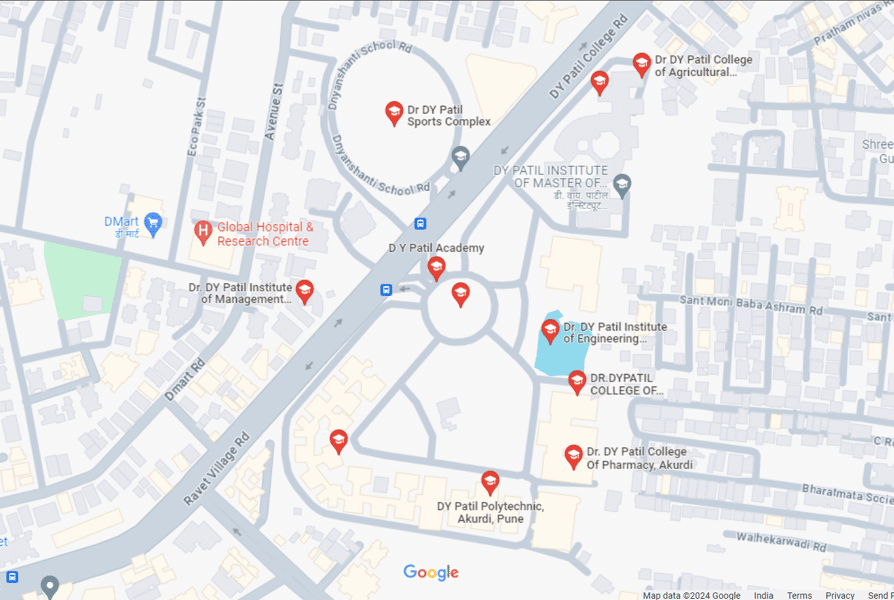 DY Patil College Rd
Pratham nivas R
Dr DY Patil College
of Agricultural...
Dnyanshanti School Rd
Avenue St
Eco Park St
Dr DY Patil
Sports Complex
Shree
Gu
Dnyanshanti School Rd
DY PATIL INSTITUTE
OF MASTER OF...
डी. वाय. पाटील
इन्स्टिट्यूट
DMart
डी मार्ट
Global Hospital &
Research Centre
D Y Patil Academy
Dr. DY Patil Institute
of Management...
Sant Moni Baba Ashram Rd
Sant
Dr. DY Patil Institute
of Engineering...
Dmart Rd
DR.DYPATIL
COLLEGE OF...
C R
Ravet Village Rd
Dr. DY Patil College
Of Pharmacy, Akurdi
Bharatmata Socie
DY Patil Polytechnic,
Akurdi, Pune
Walhekarwadi Rd
et
Google
Map data ©2024 Google India Terms Privacy Send F